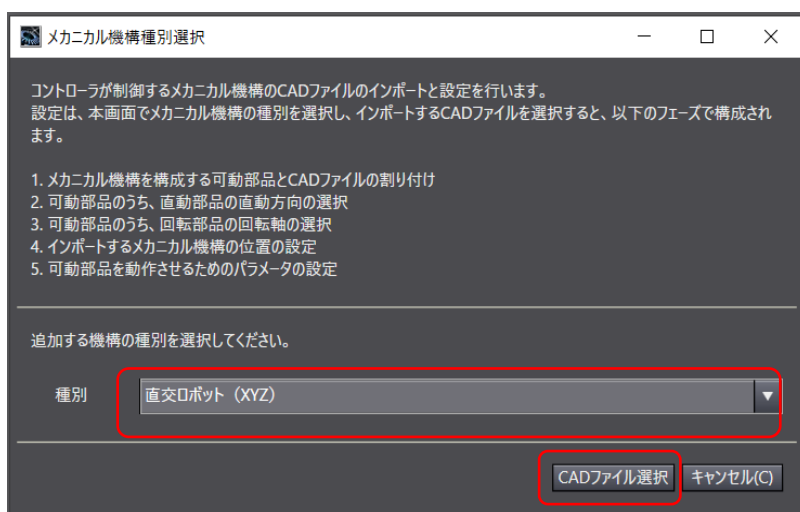 メカニカル機構種別選択
コントローラが制御するメカニカル機構のCADファイルのインポートと設定を行います。
設定は、本画面でメカニカル機構の種別を選択し、インポートするCADファイルを選択すると、以下のフェーズで構成され
ます。
1. メカニカル機構を構成する可動部品とCADファイルの割り付け
2. 可動部品のうち、直動部品の直動方向の選択
3. 可動部品のうち、回転部品の回転軸の選択
4. インポートするメカニカル機構の位置の設定
5. 可動部品を動作させるためのパラメータの設定
追加する機構の種別を選択してください。
種別 直交ロボット（XYZ）
CADファイル選択 キャンセル(C)